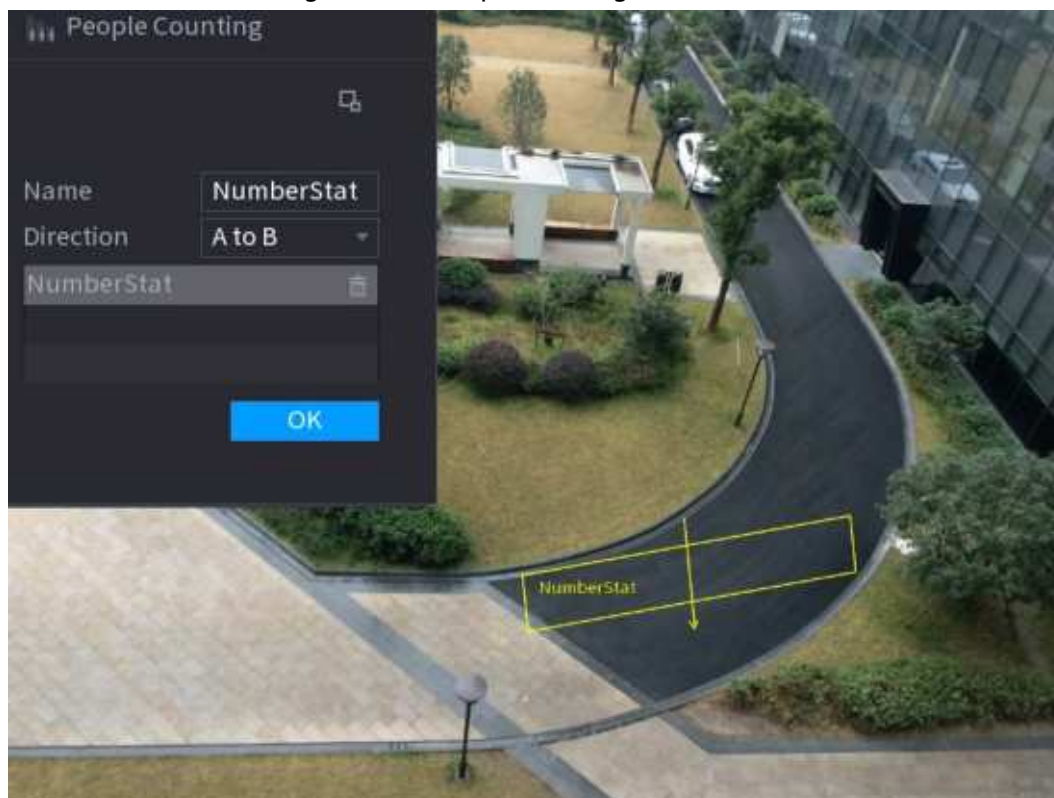 People Counting
Name NumberStat
Direction A to B
NumberStat
OK
NumberStat